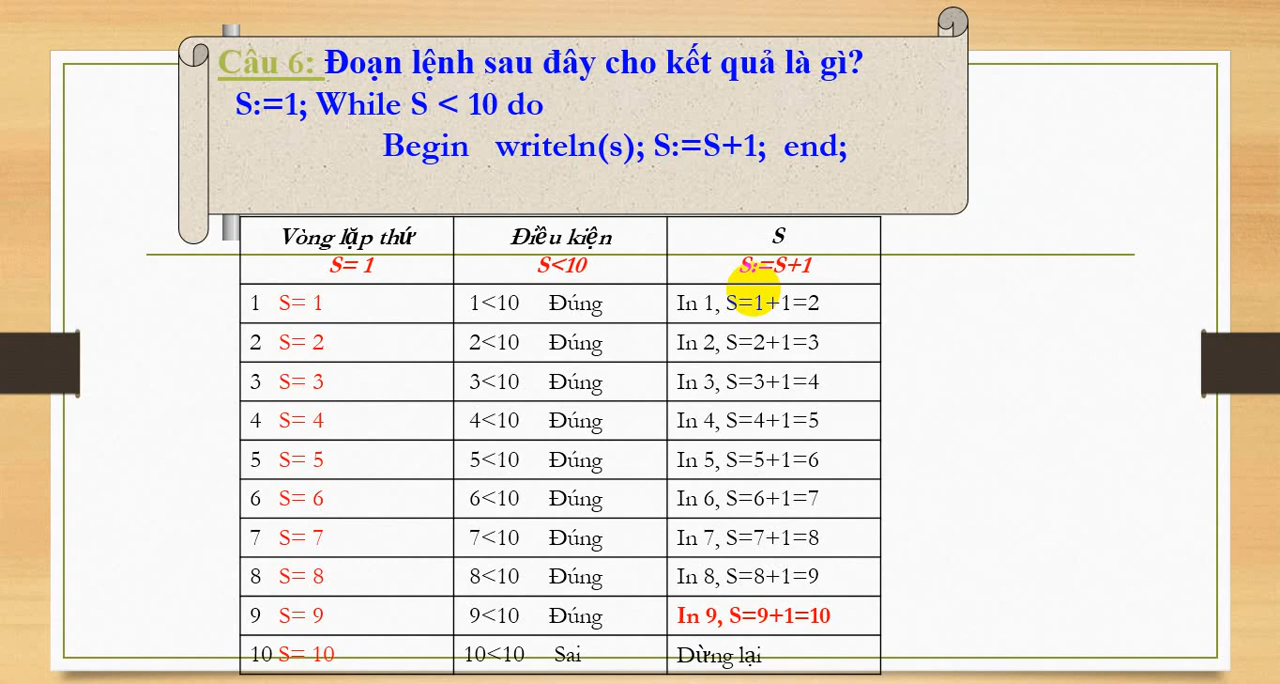 Câu 6: Đoạn lệnh sau đây cho kết quả là gì?
S:=1; While S < 10 do
Begin writeln(s); S:=S+1; end;
Vòng lặp thứ Điều kiện S
S= 1 S<10 S:=S+1
1 S= 1 1<10 Đúng In 1, S=1+1=2
2 S= 2 2<10 Đúng In 2, S=2+1=3
3 S= 3 3<10 Đúng In 3, S=3+1=4
4 S= 4 4<10 Đúng In 4, S=4+1=5
5 S= 5 5<10 Đúng In 5, S=5+1=6
6 S= 6 6<10 Đúng In 6, S=6+1=7
7 S= 7 7<10 Đúng In 7, S=7+1=8
8 S= 8 8<10 Đúng In 8, S=8+1=9
9 S= 9 9<10 Đúng In 9, S=9+1=10
10 S= 10 10<10 Sai Dừng lại